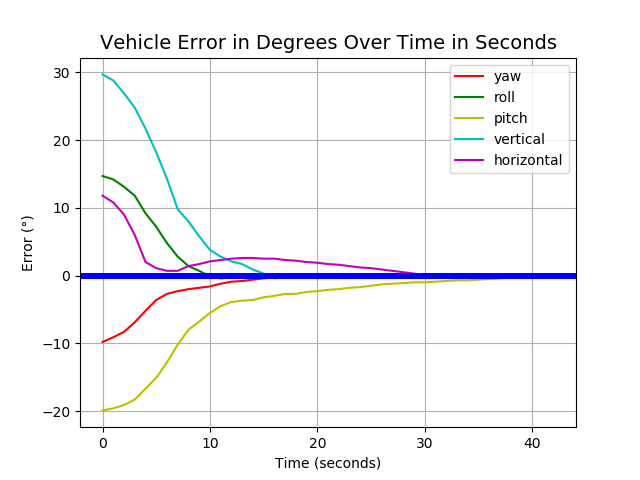 Vehicle Error in Degrees Over Time in Seconds
yaw
roll
pitch
vertical
horizontal
Error (°)
30
20
10
0
−10
−20
0 10 20 30 40
Time (seconds)